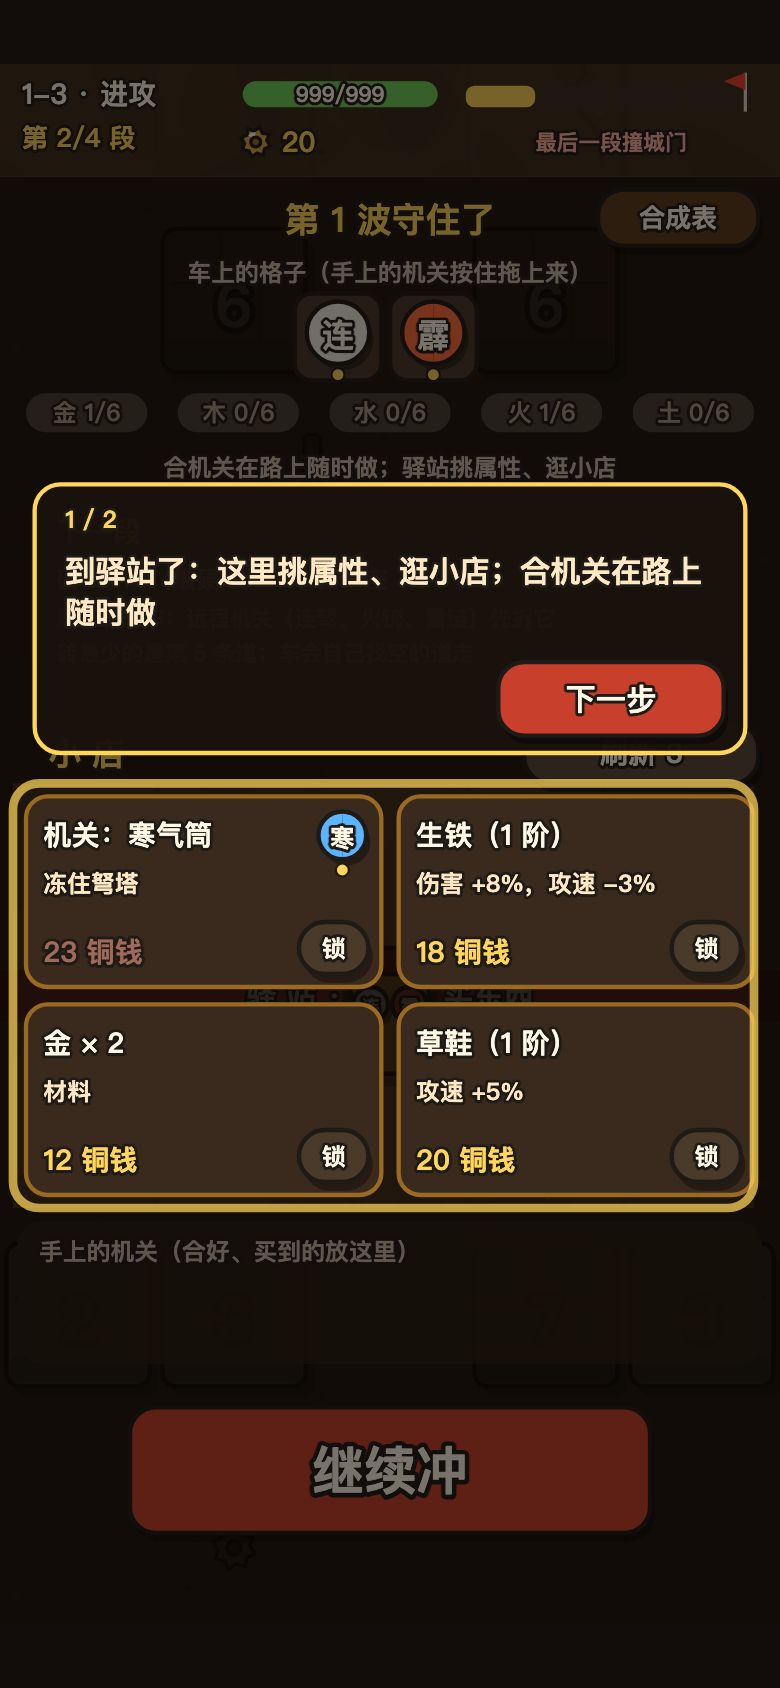 1-3 · 进攻
999/999
第 2/4 段
20
最后一段撞城门
第 1 波守住了
合成表
车上的格子（手上的机关按住拖上来）
6
6
连
霹
金 1/6
木 0/6
水 0/6
火 1/6
土 0/6
合机关在路上随时做；驿站挑属性、逛小店
1 / 2
到驿站了：这里挑属性、逛小店；合机关在路上
随时做
下一步
小店
刷新 5
机关：寒气筒
寒
冻住弩塔
23 铜钱
锁
生铁（1 阶）
伤害 +8%，攻速 -3%
18 铜钱
锁
金 × 2
材料
12 铜钱
锁
草鞋（1 阶）
攻速 +5%
20 铜钱
锁
手上的机关（合好、买到的放这里）
继续冲